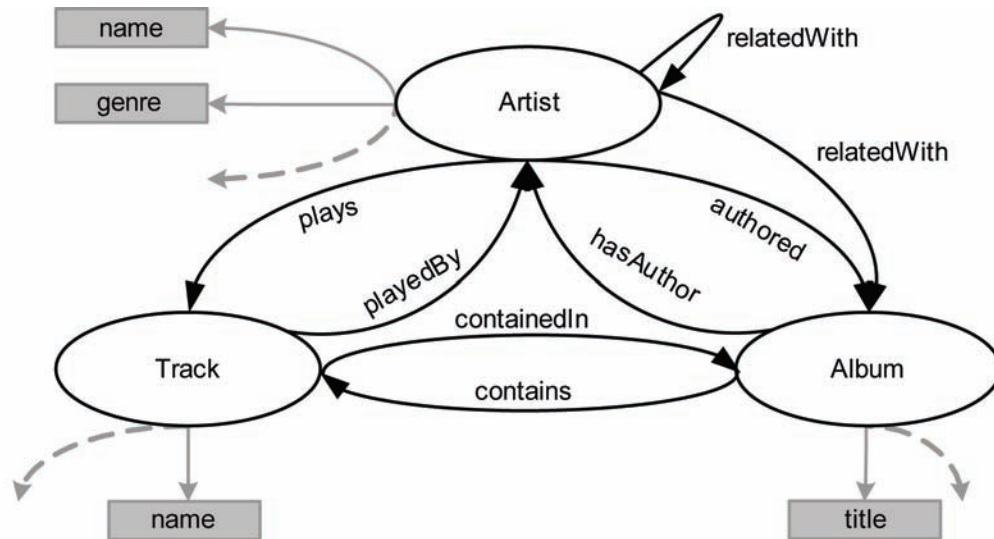 name
relatedWith
genre
Artist
relatedWith
plays
authored
playedBy
hasAuthor
containedIn
Track
Album
contains
name
title